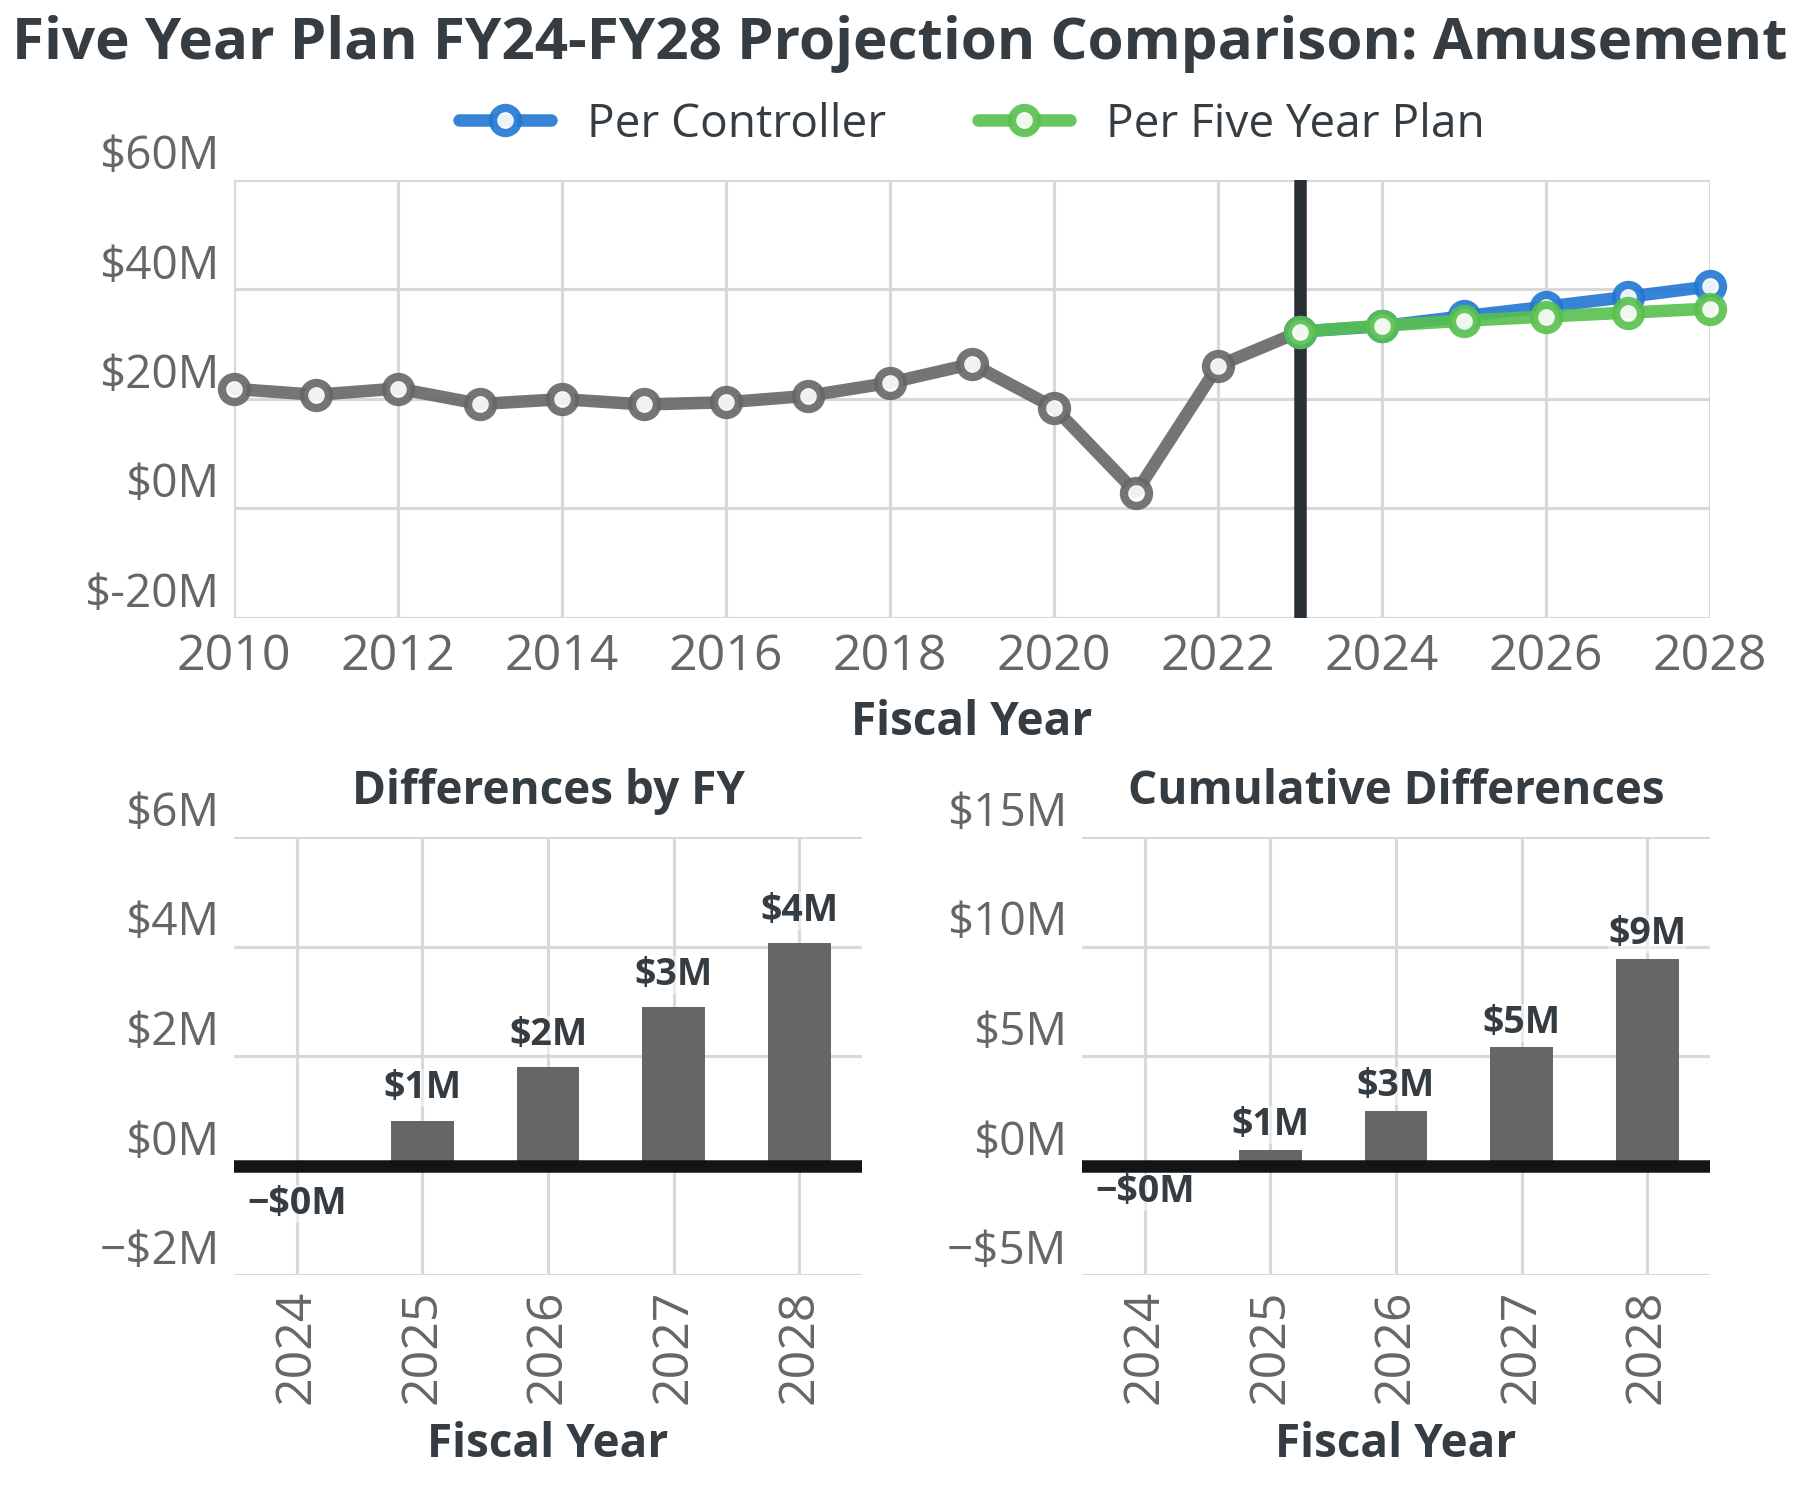 Five Year Plan FY24-FY28 Projection Comparison: Amusement
Per Controller Per Five Year Plan
$60M
$40M
$20M
$0M
$-20M
2010 2012 2014 2016 2018 2020 2022 2024 2026 2028
Fiscal Year
Differences by FY
$6M
$4M
$2M
$0M
−$2M
−$0M
$1M
$2M
$3M
$4M
2024 2025 2026 2027 2028
Fiscal Year
Cumulative Differences
$15M
$10M
$5M
$0M
−$5M
−$0M
$1M
$3M
$5M
$9M
2024 2025 2026 2027 2028
Fiscal Year